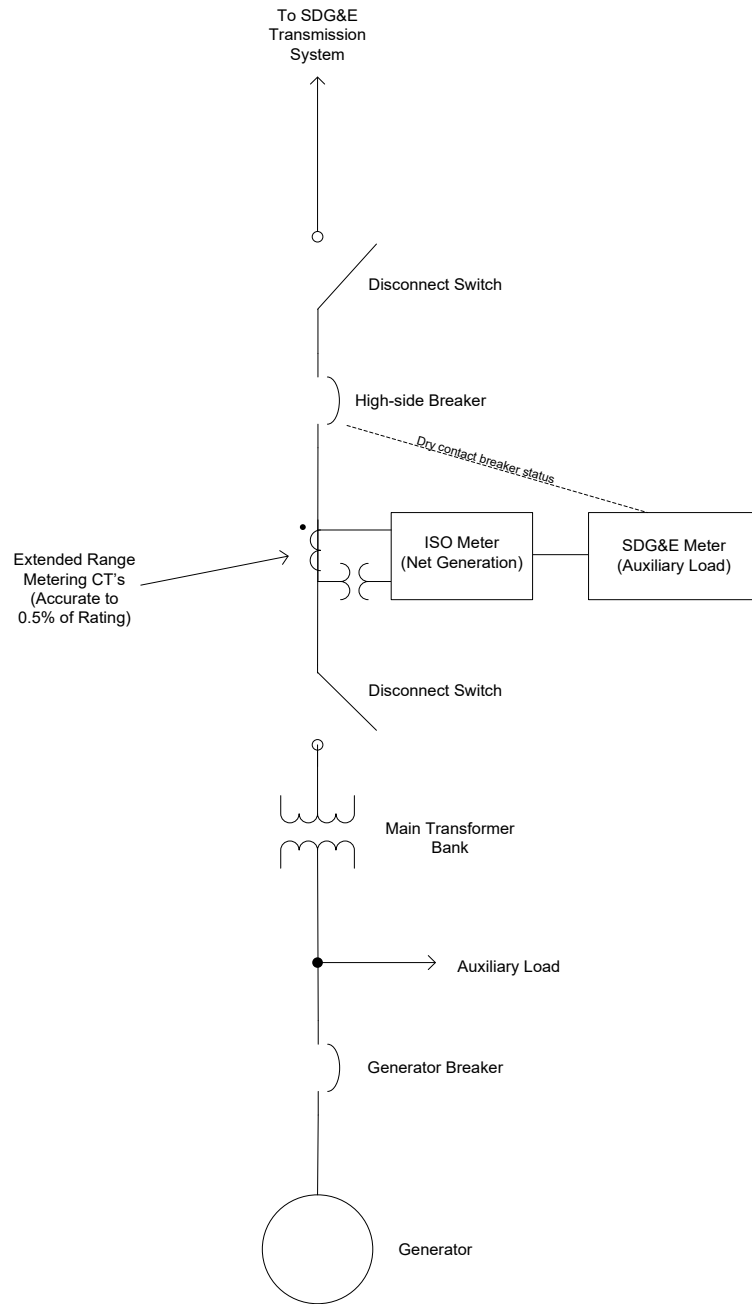 To SDG&E
Transmission
System
Disconnect Switch
High-side Breaker
Dry contact breaker status
ISO Meter
(Net Generation)
SDG&E Meter
(Auxiliary Load)
Extended Range
Metering CT's
(Accurate to
0.5% of Rating)
Disconnect Switch
Main Transformer
Bank
Auxiliary Load
Generator Breaker
Generator